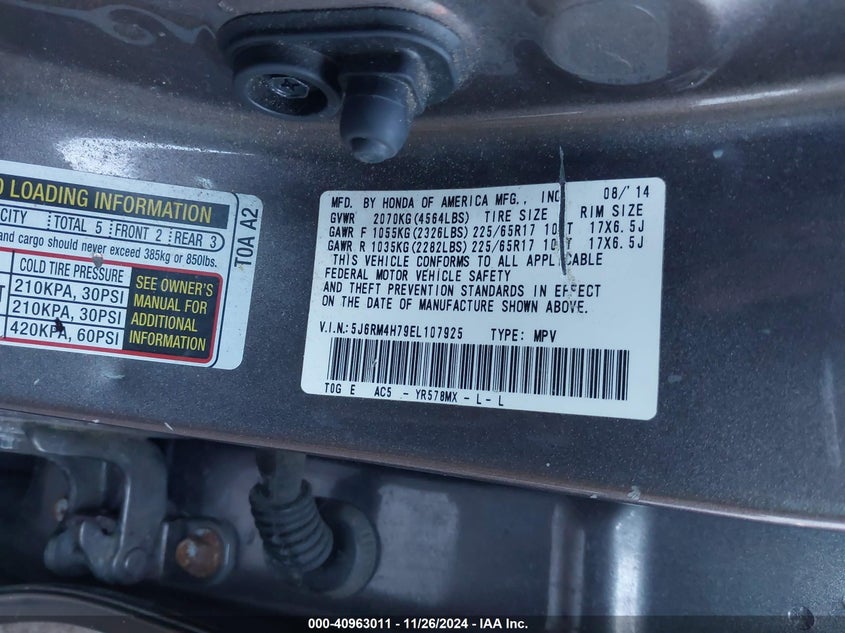 O LOADING INFORMATION
CITY TOTAL 5 FRONT 2 REAR 3
and cargo should never exceed 385kg or 850lbs.
COLD TIRE PRESSURE
210KPA, 30PSI
210KPA, 30PSI
420KPA, 60PSI
SEE OWNER'S
MANUAL FOR
ADDITIONAL
INFORMATION
T0A A2
MFD. BY HONDA OF AMERICA MFG., INC 08/'14
GVWR 2070KG(4564LBS) TIRE SIZE RIM SIZE
GAWR F 1055KG(2326LBS) 225/65R17 10 T 17X6.5J
GAWR R 1035KG(2282LBS) 225/65R17 10 T 17X6.5J
THIS VEHICLE CONFORMS TO ALL APPLICABLE
FEDERAL MOTOR VEHICLE SAFETY
AND THEFT PREVENTION STANDARDS IN EFFECT
ON THE DATE OF MANUFACTURE SHOWN ABOVE.
V.I.N.:5J6RM4H79EL107925 TYPE: MPV
T0G E AC5 - YR578MX - L - L
000-40963011 - 11/26/2024 - IAA Inc.